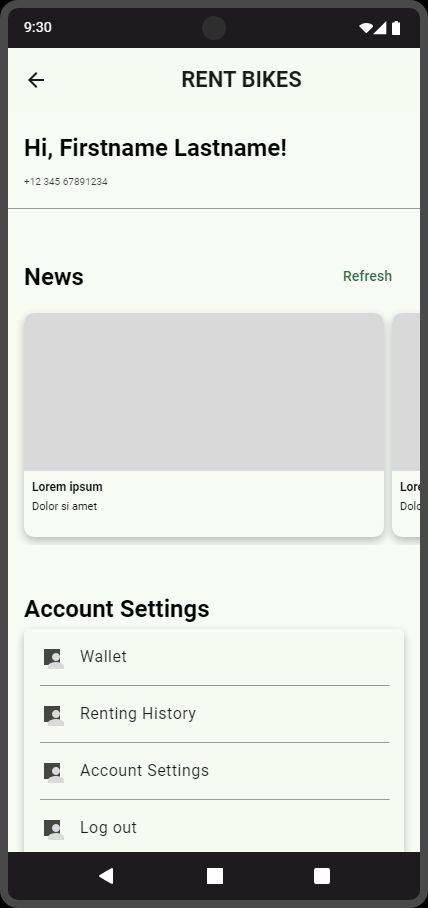 9:30
RENT BIKES
Hi, Firstname Lastname!
+12 345 67891234
News
Refresh
Lorem ipsum
Dolor si amet
Lore
Dolo
Account Settings
Wallet
Renting History
Account Settings
Log out